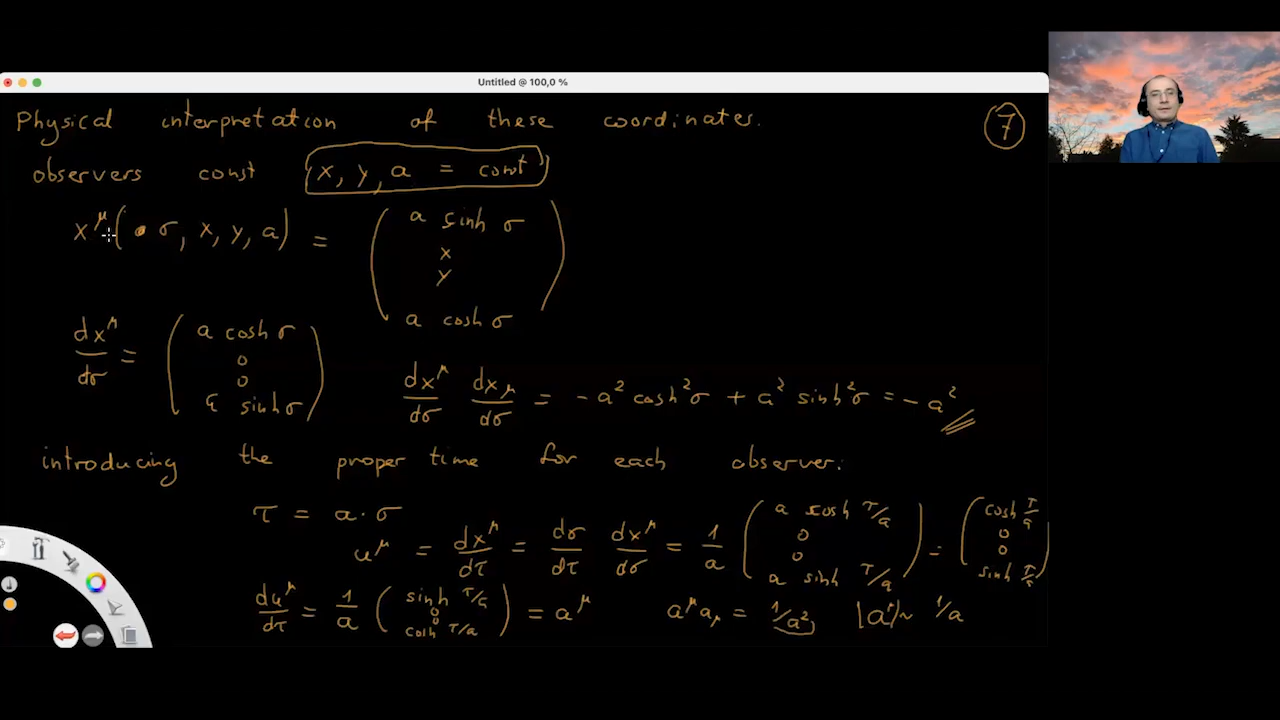 Untitled @ 100,0 %
Physical interpretation of these coordinates. 7
observers const x, y, a = const
x^μ(σ, x, y, a) = ( a sinh σ
x
y
a cosh σ )
dx^μ/dσ = ( a cosh σ
0
0
a sinh σ )
dx^μ/dσ dx_μ/dσ = -a² cosh²σ + a² sinh²σ = -a²
introducing the proper time for each observer:
τ = a · σ
u^μ = dx^μ/dτ = dσ/dτ dx^μ/dσ = 1/a ( a cosh τ/a 0 0 a sinh τ/a ) = ( cosh τ/a 0 0 sinh τ/a )
du^μ/dτ = 1/a ( sinh τ/a 0 0 cosh τ/a ) = a^μ a^μ a_μ = 1/a² |a^μ| ~ 1/a